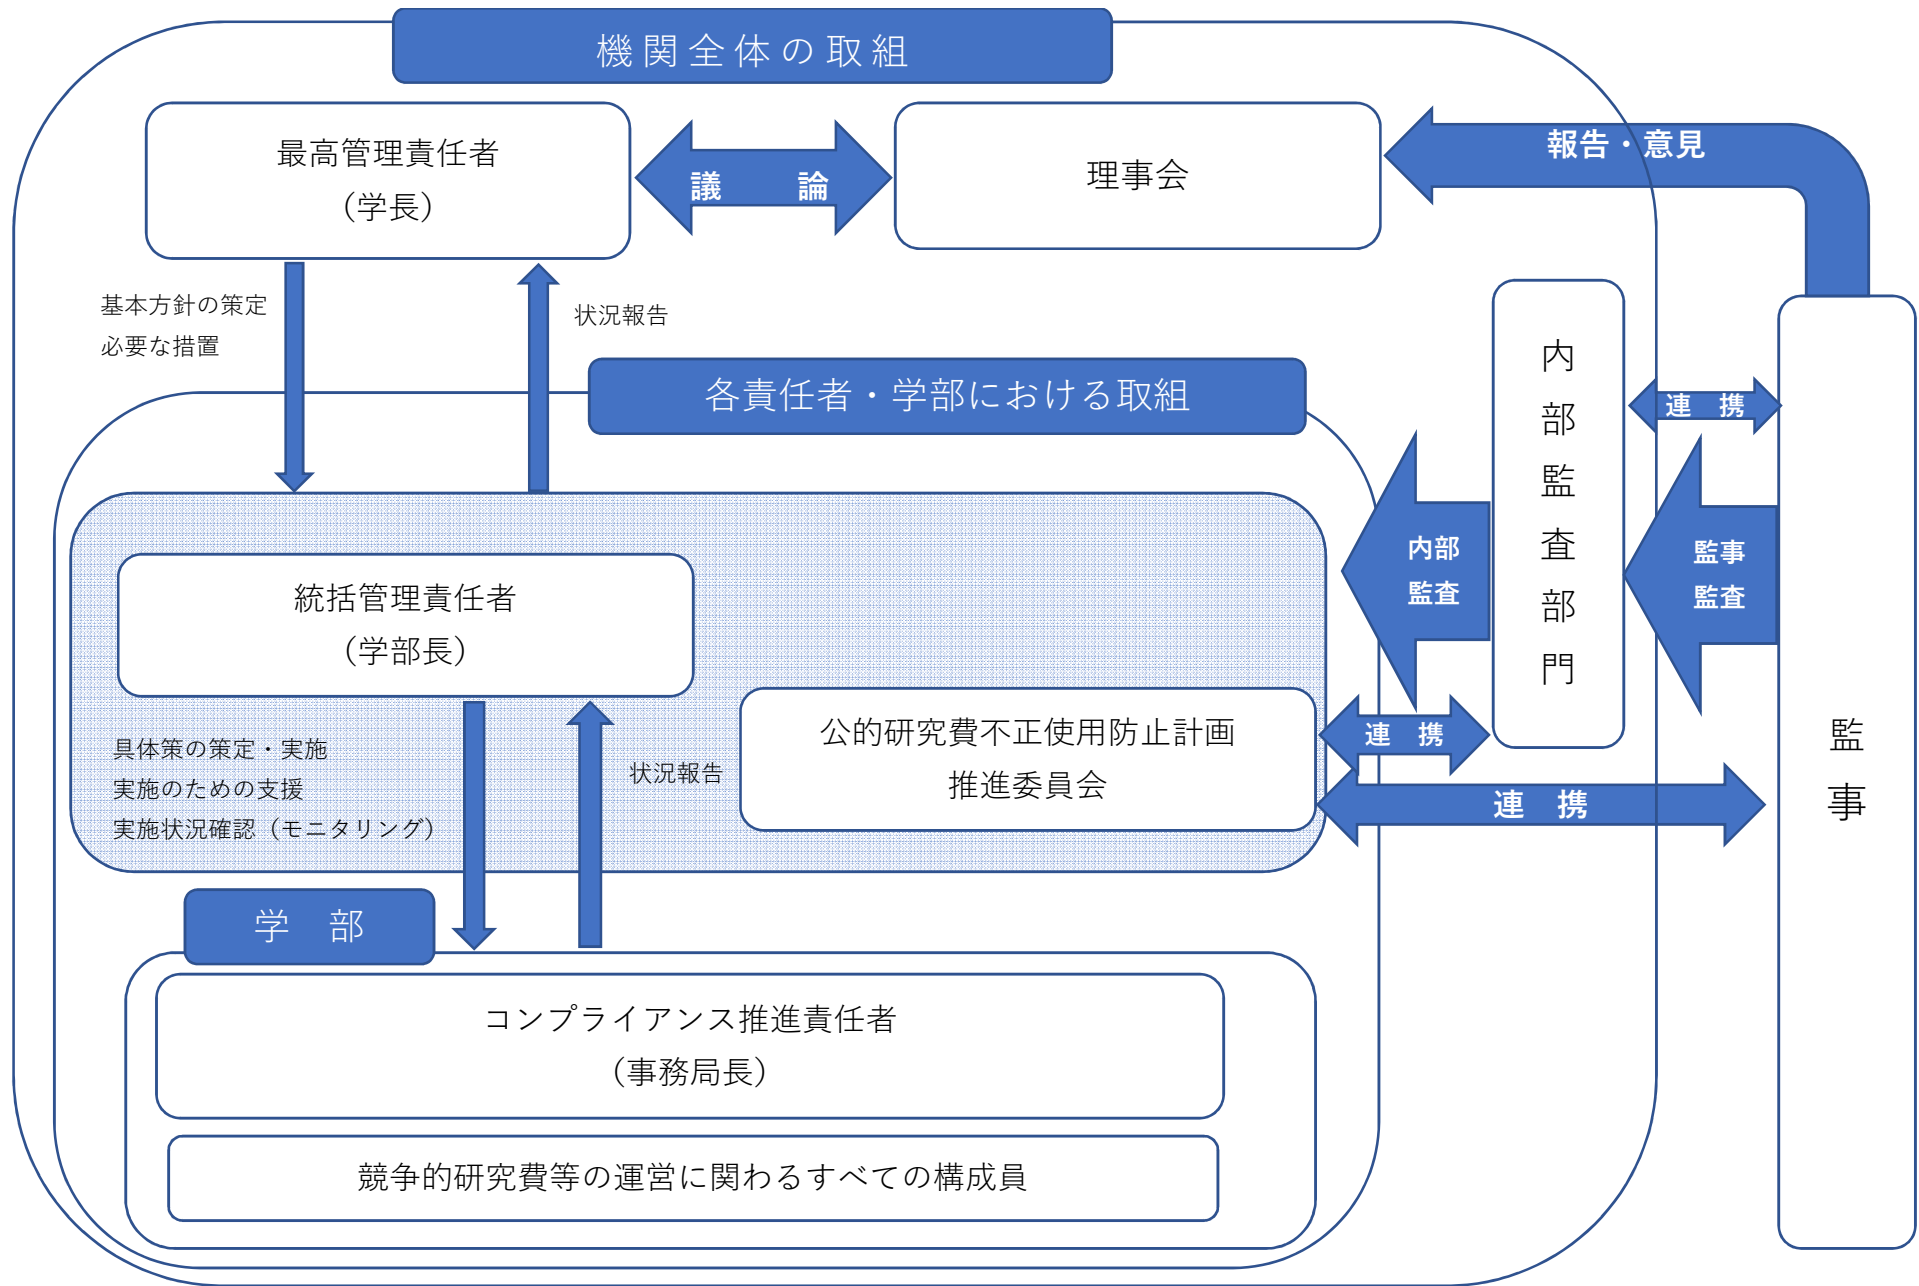 機関全体の取組
最高管理責任者
（学長）
議　論
理事会
報告・意見
基本方針の策定
必要な措置
状況報告
各責任者・学部における取組
内部監査部門
連　携
監事
統括管理責任者
（学部長）
内部
監査
監事
監査
具体策の策定・実施
実施のための支援
実施状況確認（モニタリング）
状況報告
公的研究費不正使用防止計画
推進委員会
連　携
連　携
学　部
コンプライアンス推進責任者
（事務局長）
競争的研究費等の運営に関わるすべての構成員